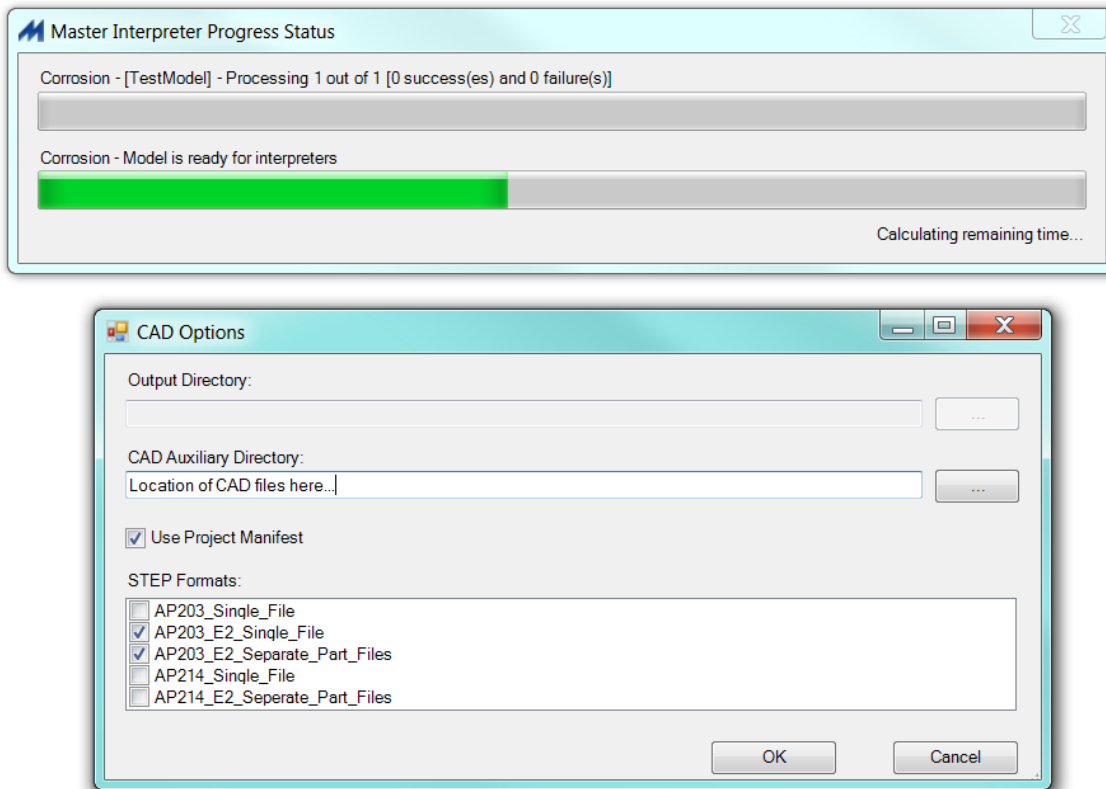 Master Interpreter Progress Status
Corrosion - [TestModel] - Processing 1 out of 1 [0 success(es) and 0 failure(s)]
Corrosion - Model is ready for interpreters
Calculating remaining time...
CAD Options
Output Directory:
...
CAD Auxiliary Directory:
Location of CAD files here...
...
Use Project Manifest
STEP Formats:
AP203_Single_File
AP203_E2_Single_File
AP203_E2_Separate_Part_Files
AP214_Single_File
AP214_E2_Seperate_Part_Files
OK Cancel